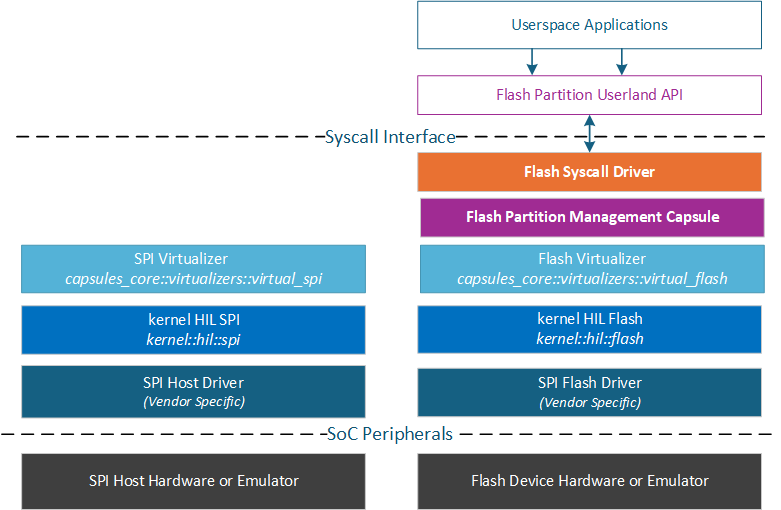 Userspace Applications
Flash Partition Userland API
Syscall Interface
Flash Syscall Driver
Flash Partition Management Capsule
SPI Virtualizer
capsules_core::virtualizers::virtual_spi
Flash Virtualizer
capsules_core::virtualizers::virtual_flash
kernel HIL SPI
kernel::hil::spi
kernel HIL Flash
kernel::hil::flash
SPI Host Driver
(Vendor Specific)
SPI Flash Driver
(Vendor Specific)
SoC Peripherals
SPI Host Hardware or Emulator
Flash Device Hardware or Emulator